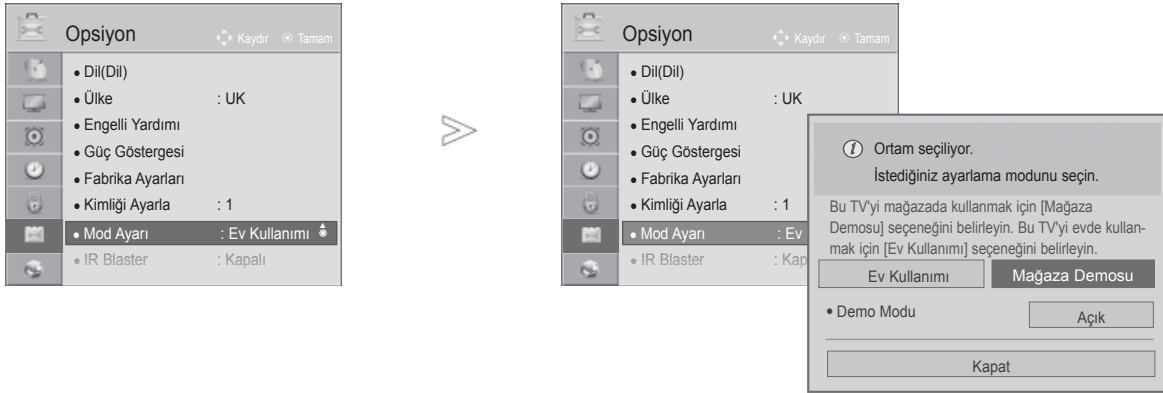 Opsiyon
Kaydır Tamam
• Dil(Dil)
• Ülke : UK
• Engelli Yardımı
• Güç Göstergesi
• Fabrika Ayarları
• Kimliği Ayarla : 1
• Mod Ayarı : Ev Kullanımı
• IR Blaster : Kapalı
Opsiyon
Kaydır Tamam
• Dil(Dil)
• Ülke : UK
• Engelli Yardımı
• Güç Göstergesi
• Fabrika Ayarları
• Kimliği Ayarla : 1
• Mod Ayarı : Ev
• IR Blaster : Kap
Ortam seçiliyor.
İstediğiniz ayarlama modunu seçin.
Bu TV'yi mağazada kullanmak için [Mağaza
Demosu] seçeneğini belirleyin. Bu TV'yi evde kullan-
mak için [Ev Kullanımı] seçeneğini belirleyin.
Ev Kullanımı Mağaza Demosu
• Demo Modu Açık
Kapat